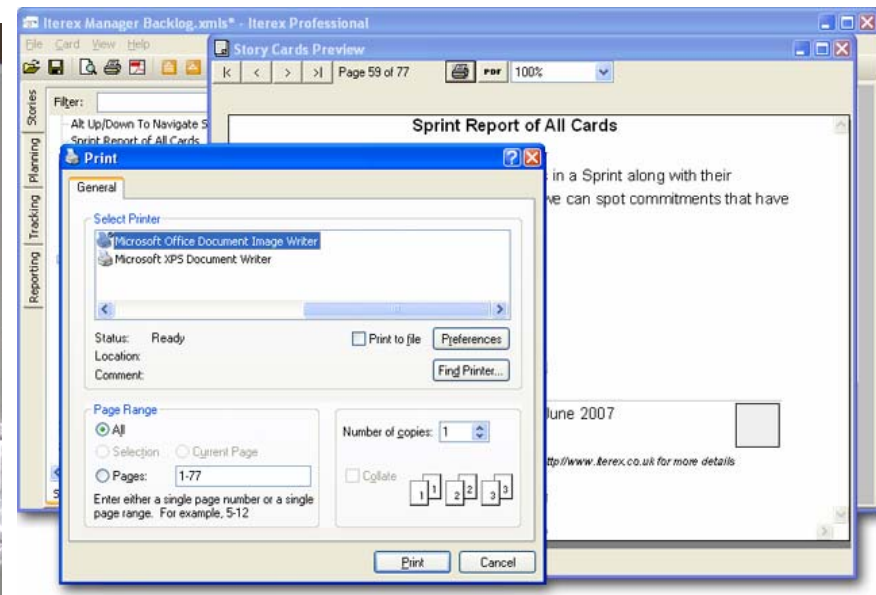 Iterex Manager Backlog.xmls* - Iterex Professional
File Card View Help
Stories
Planning
Tracking
Reporting
Filter:
Alt Up/Down To Navigate S
Sprint Report of All Cards
Story Cards Preview
|< < > >| Page 59 of 77 PDF 100%
Sprint Report of All Cards
in a Sprint along with their
we can spot commitments that have
June 2007
http://www.iterex.co.uk for more details
Print
General
Select Printer
Microsoft Office Document Image Writer
Microsoft XPS Document Writer
Status: Ready
Location:
Comment:
Print to file
Preferences
Find Printer...
Page Range
All
Selection
Current Page
Pages: 1-77
Enter either a single page number or a single
page range. For example, 5-12
Number of copies: 1
Collate
1 1 2 2 3 3
Print
Cancel